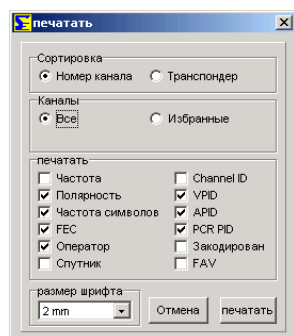 печатать
Сортировка
Номер канала Транспондер
Каналы
Все Избранные
печатать
Частота Channel ID
Полярность VPID
Частота символов APID
FEC PCR PID
Оператор Закодирован
Спутник FAV
размер шрифта
2 mm Отмена печатать